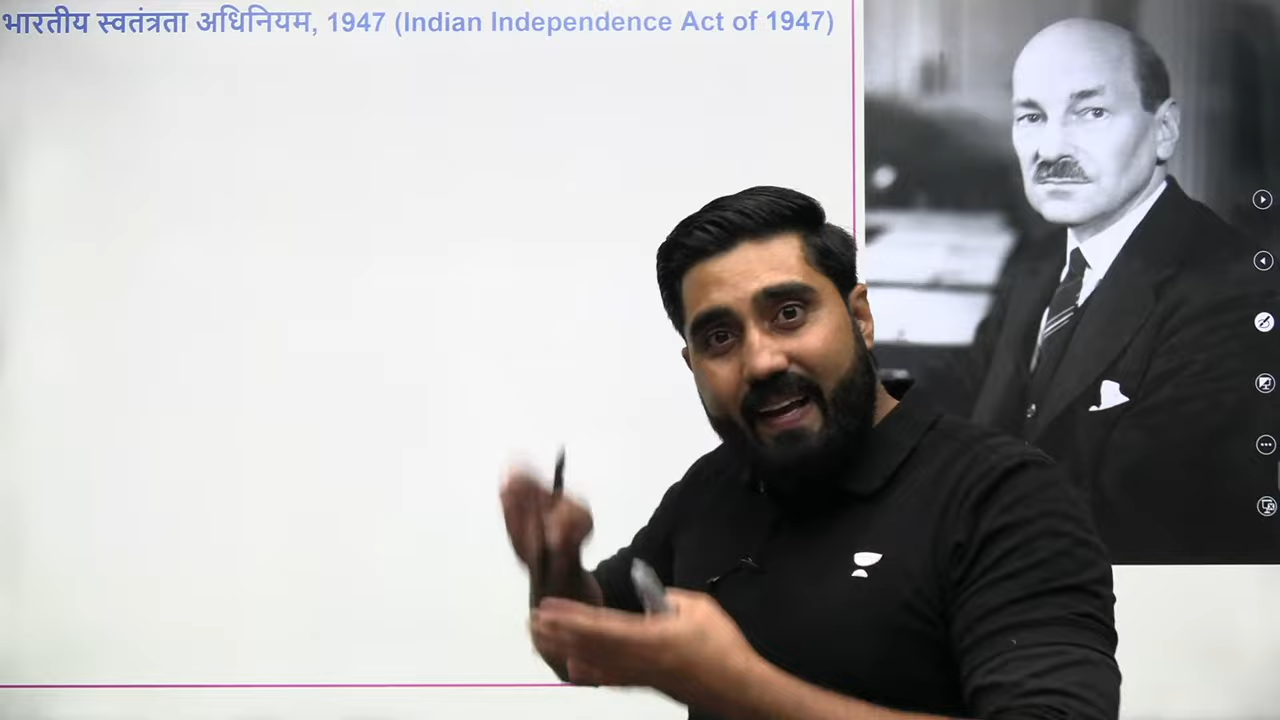 भारतीय स्वतंत्रता अधिनियम, 1947 (Indian Independence Act of 1947)